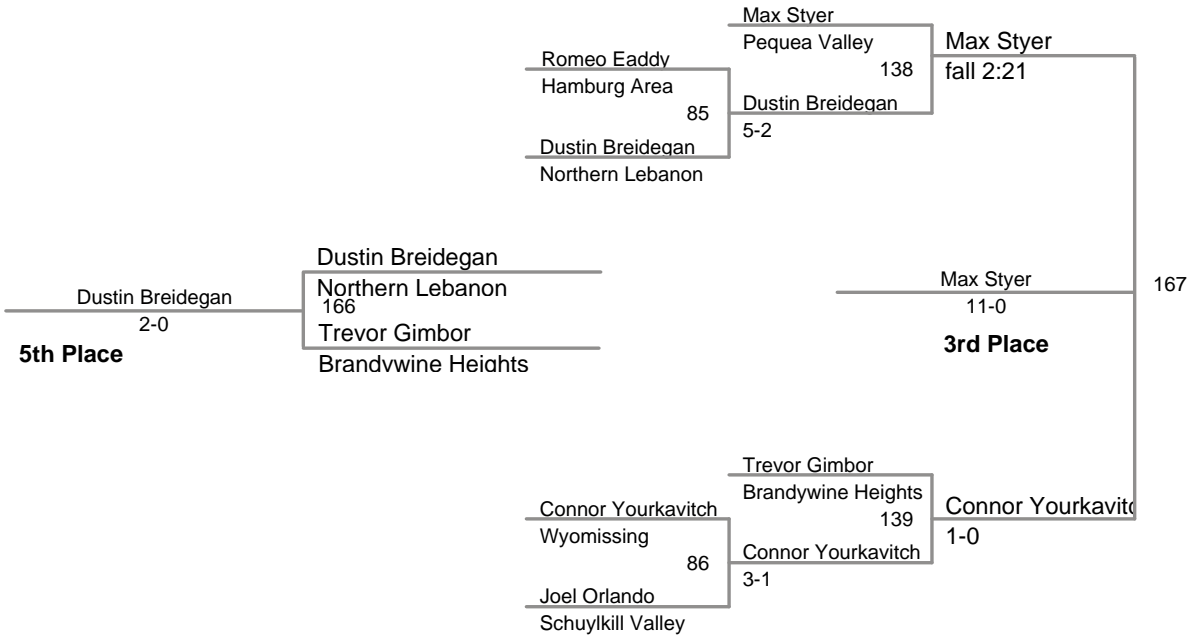 Max Styer
Pequea Valley
138
Max Styer
fall 2:21
Romeo Eaddy
Hamburg Area
85
Dustin Breidegan
5-2
Dustin Breidegan
Northern Lebanon
Dustin Breidegan
Northern Lebanon
166
Trevor Gimbor
Brandywine Heights
Dustin Breidegan
2-0
5th Place
Max Styer
11-0
3rd Place
167
Trevor Gimbor
Brandywine Heights
139
Connor Yourkavitc
1-0
Connor Yourkavitch
Wyomissing
86
Connor Yourkavitch
3-1
Joel Orlando
Schuylkill Valley